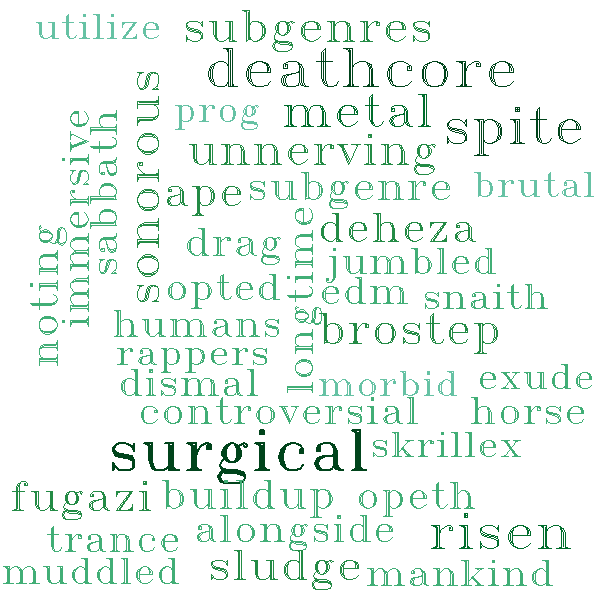 utilize subgenres
deathcore
prog metal spite
unnerving
immersive sabbath sonorous
ape subgenre brutal
noting drag longtime deheza
jumbled
opted edm snaith
humans brostep
rappers
dismal morbid exude
controversial horse
surgical skrillex
fugazi buildup opeth
trance alongside risen
muddled sludge mankind